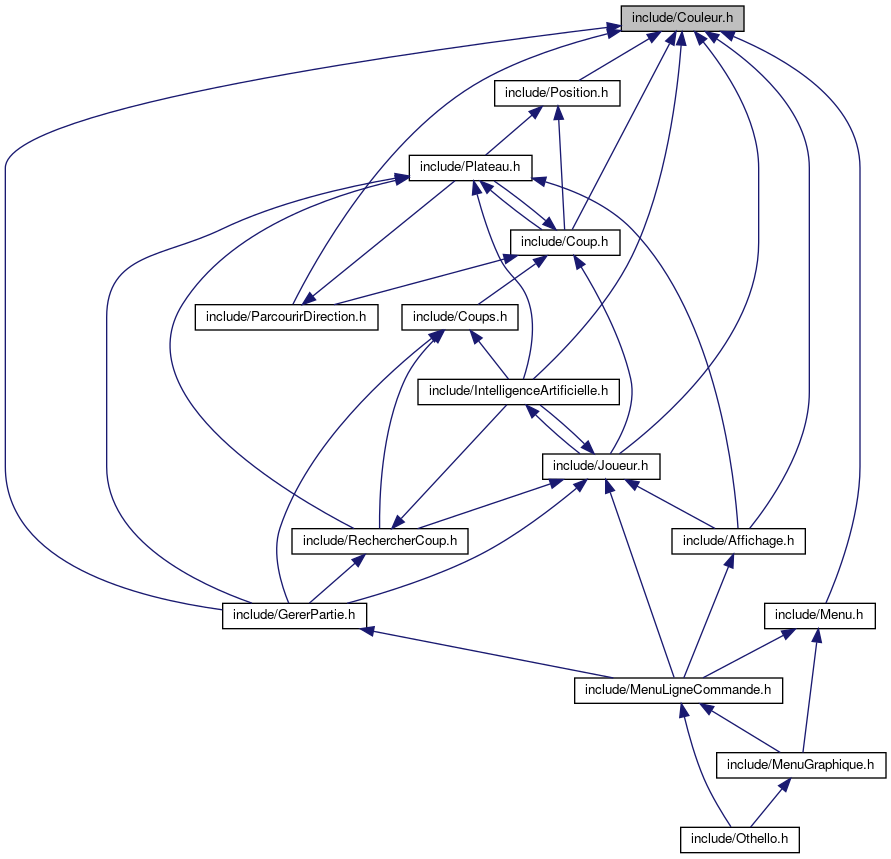 include/Couleur.h
include/Position.h
include/Plateau.h
include/Coup.h
include/ParcourirDirection.h
include/Coups.h
include/IntelligenceArtificielle.h
include/Joueur.h
include/RechercherCoup.h
include/Affichage.h
include/GererPartie.h
include/Menu.h
include/MenuLigneCommande.h
include/MenuGraphique.h
include/Othello.h